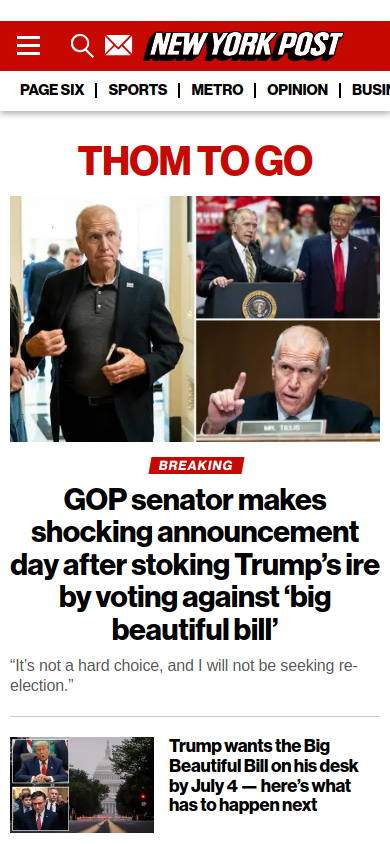 NEW YORK POST
PAGE SIX | SPORTS | METRO | OPINION | BUSIN
THOM TO GO
MR. TILLIS
BREAKING
GOP senator makes
shocking announcement
day after stoking Trump’s ire
by voting against ‘big
beautiful bill’
“It’s not a hard choice, and I will not be seeking re-
election.”
Trump wants the Big
Beautiful Bill on his desk
by July 4 — here’s what
has to happen next